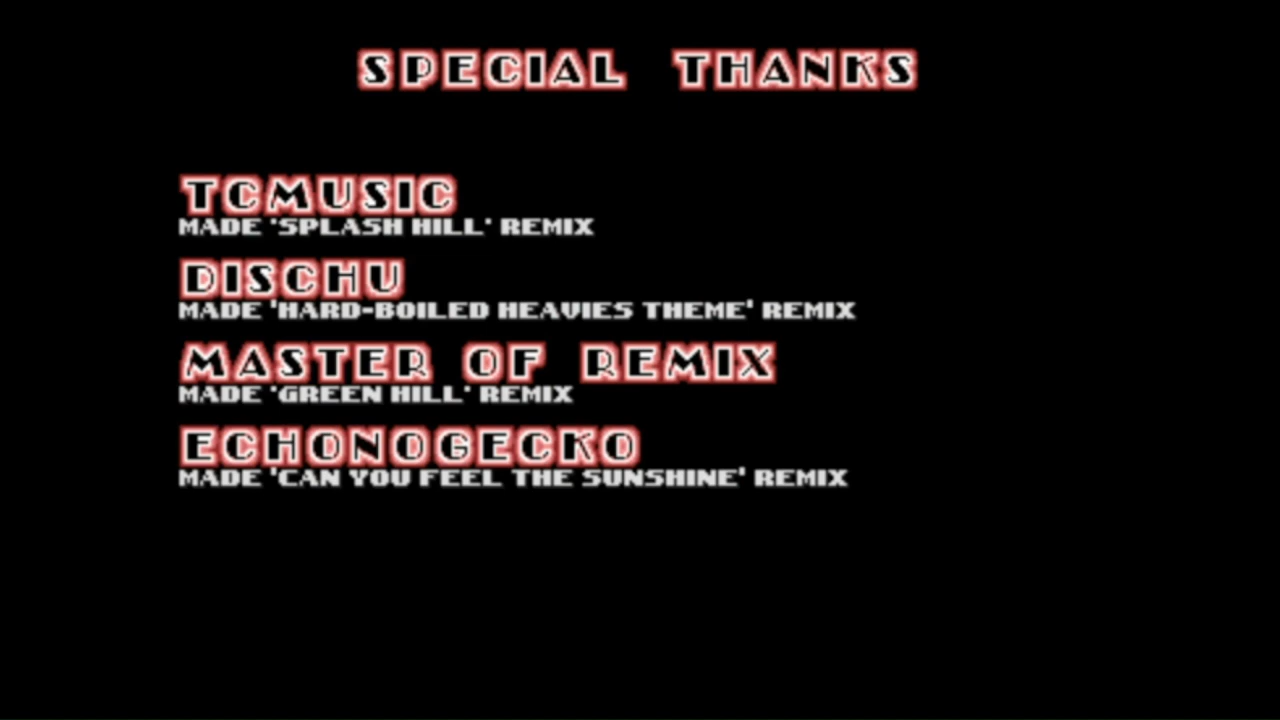 SPECIAL THANKS
TCMUSIC
MADE 'SPLASH HILL' REMIX
DISCHU
MADE 'HARD-BOILED HEAVIES THEME' REMIX
MASTER OF REMIX
MADE 'GREEN HILL' REMIX
ECHONOGECKO
MADE 'CAN YOU FEEL THE SUNSHINE' REMIX